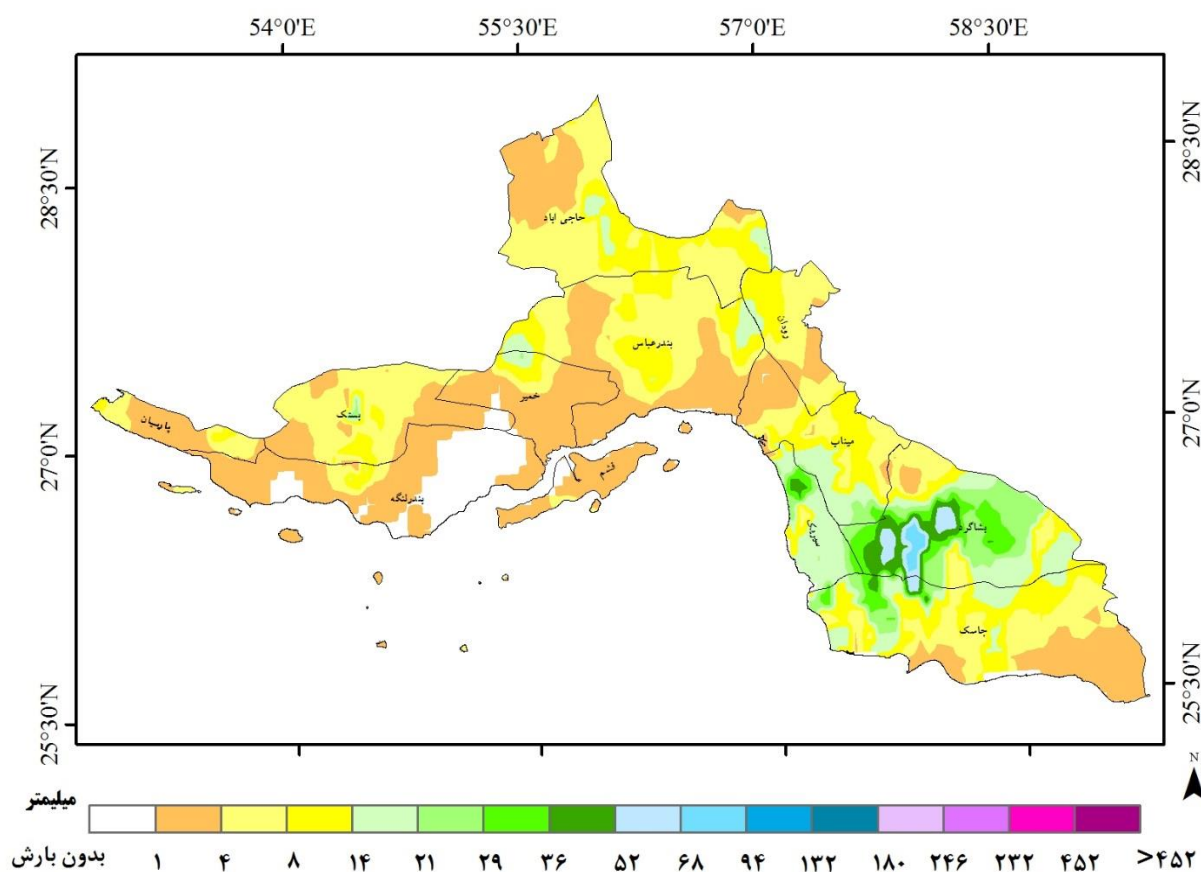 54°0'E 55°30'E 57°0'E 58°30'E
28°30'N 28°30'N
حاجی اباد
رودان
بندرعباس
خمیر
بستک
پارسیان
27°0'N 27°0'N
میناب
قشم
بندرلنگه
سیریک
بشاگرد
جاسک
25°30'N 25°30'N
N
میلیمتر
بدون بارش ۱ ۴ ۸ ۱۴ ۲۱ ۲۹ ۳۶ ۵۲ ۶۸ ۹۴ ۱۳۲ ۱۸۰ ۲۴۶ ۲۳۲ ۴۵۲ >۴۵۲